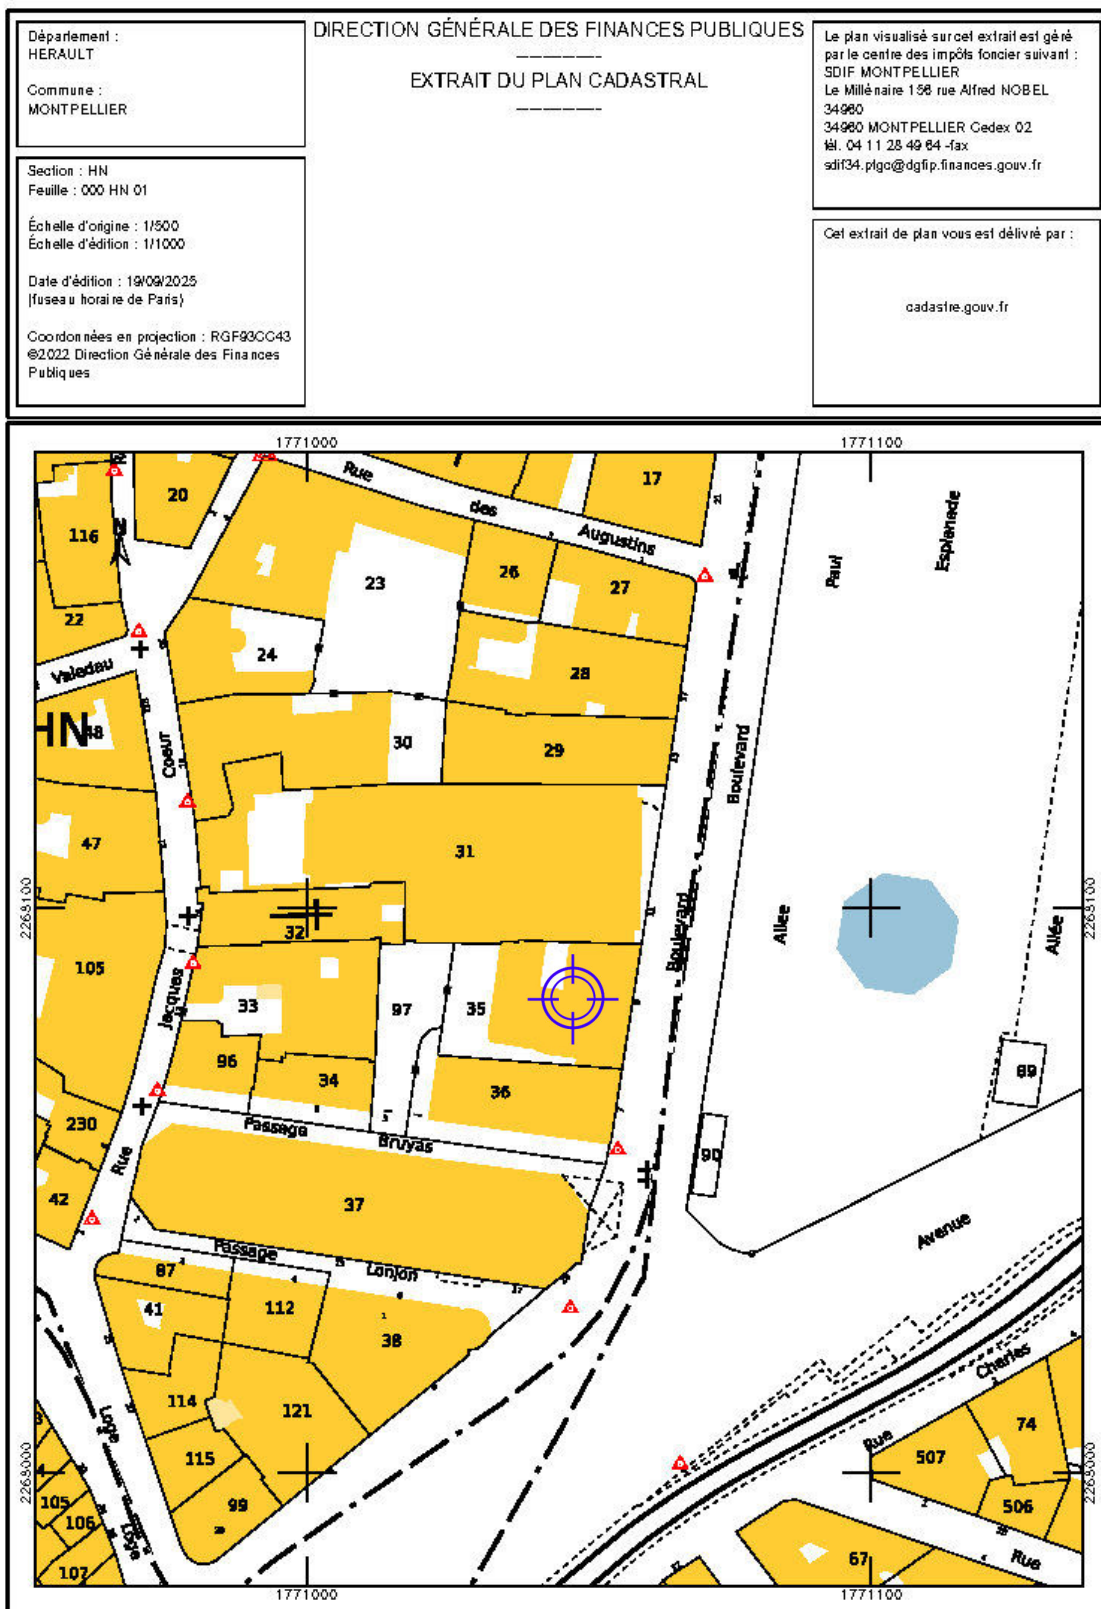 Département :
HERAULT
Commune :
MONTPELLIER
Section : HN
Feuille : 000 HN 01
Échelle d'origine : 1/500
Échelle d'édition : 1/1000
Date d'édition : 19/09/2025
(fuseau horaire de Paris)
Coordonnées en projection : RGF93CC43
©2022 Direction Générale des Finances
Publiques
DIRECTION GÉNÉRALE DES FINANCES PUBLIQUES
EXTRAIT DU PLAN CADASTRAL
Le plan visualisé sur cet extrait est géré
par le centre des impôts foncier suivant :
SDIF MONTPELLIER
Le Millénaire 156 rue Alfred NOBEL
34960
34960 MONTPELLIER Cedex 02
tél. 04 11 28 49 64 -fax
sdif34.ptgc@dgfip.finances.gouv.fr
Cet extrait de plan vous est délivré par :
cadastre.gouv.fr
1771000
1771100
Rue
des
Augustins
17
20
116
23
26
27
22
24
28
Paul
Esplanade
Valedau
HN
48
Coeur
30
29
Boulevard
47
31
2268100
2268100
32
Boulevard
Allée
Allée
105
Jacques
33
97
35
96
34
36
89
230
Passage
Bruyas
90
Rue
42
37
Avenue
Passage
Lonjon
87
41
112
38
Charles
114
121
74
Loge
115
Rue
507
2268000
2268000
99
506
105
106
Loge
107
67
Rue
1771000
1771100